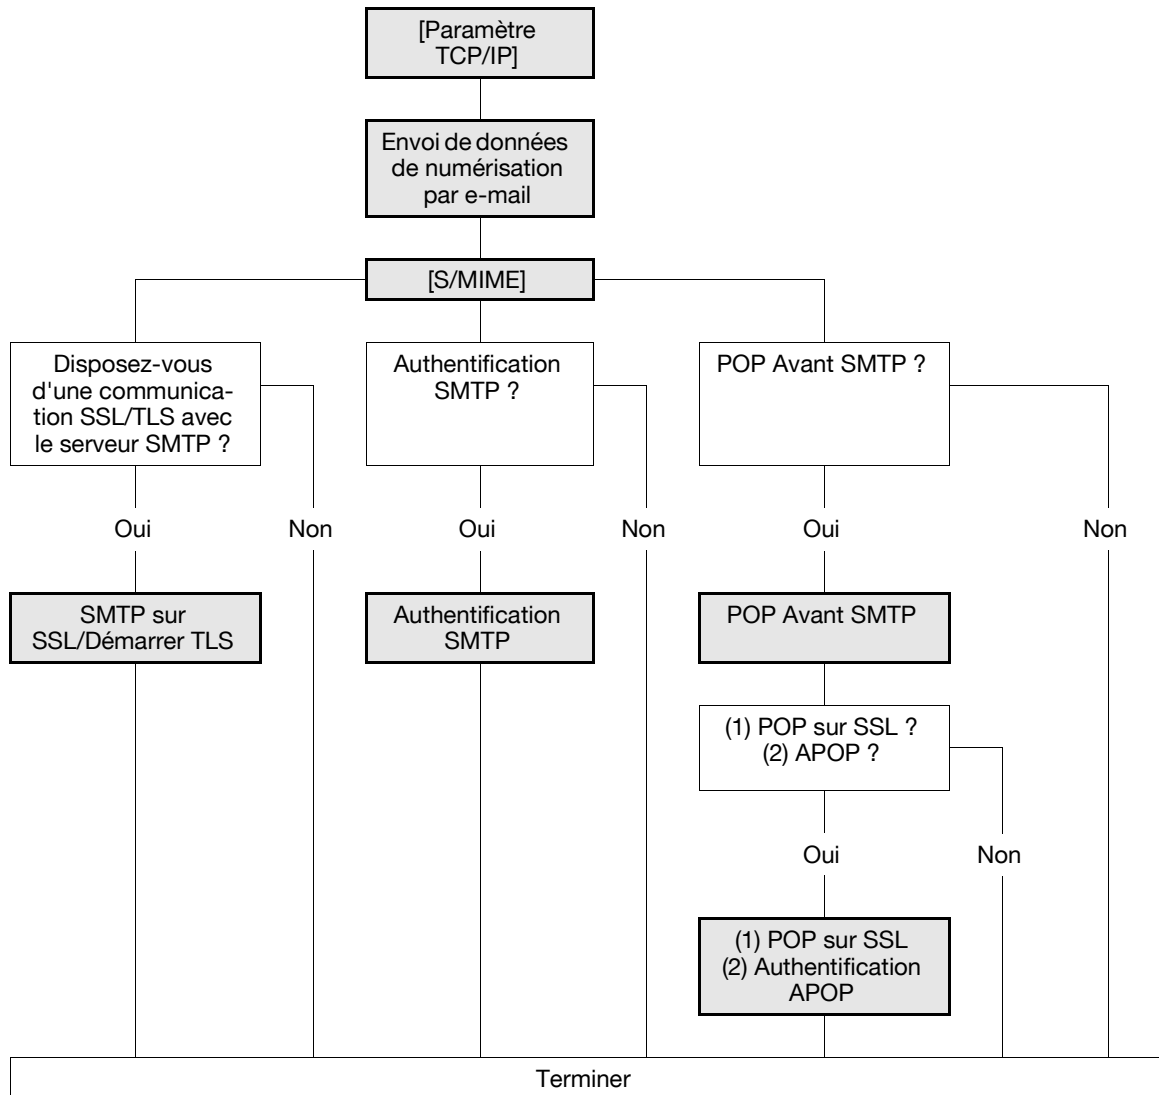 [Paramètre
TCP/IP]
Envoi de données
de numérisation
par e-mail
[S/MIME]
Disposez-vous
d'une communica-
tion SSL/TLS avec
le serveur SMTP ?
Authentification
SMTP ?
POP Avant SMTP ?
Oui
Non
Oui
Non
Oui
Non
SMTP sur
SSL/Démarrer TLS
Authentification
SMTP
POP Avant SMTP
(1) POP sur SSL ?
(2) APOP ?
Oui
Non
(1) POP sur SSL
(2) Authentification
APOP
Terminer